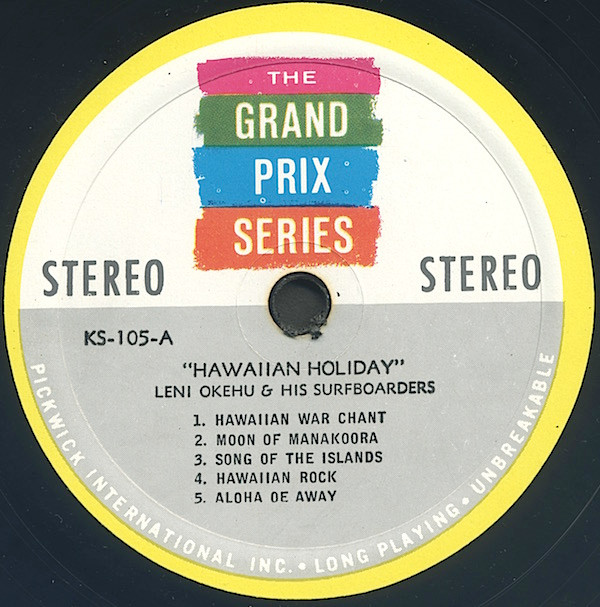 THE
GRAND
PRIX
SERIES
STEREO
STEREO
KS-105-A
"HAWAIIAN HOLIDAY"
LENI OKEHU & HIS SURFBOARDERS
1. HAWAIIAN WAR CHANT
2. MOON OF MANAKOORA
3. SONG OF THE ISLANDS
4. HAWAIIAN ROCK
5. ALOHA OE AWAY
PICKWICK INTERNATIONAL INC. • LONG PLAYING • UNBREAKABLE